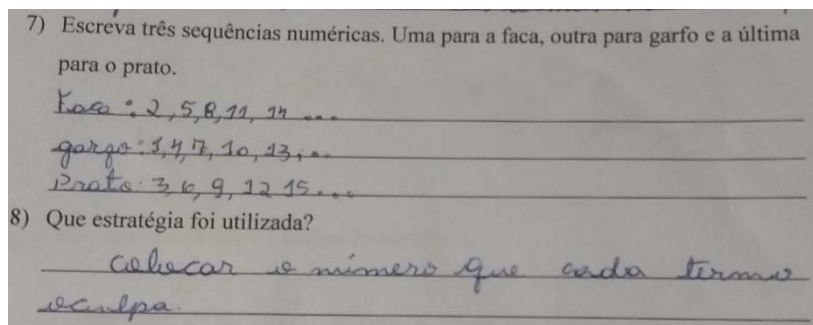 7) Escreva três sequências numéricas. Uma para a faca, outra para garfo e a última
para o prato.
Faca : 2, 5, 8, 11, 14 ...
garfo : 1, 4, 7, 10, 13, ...
Prato : 3, 6, 9, 12 15 ...
8) Que estratégia foi utilizada?
colocar o número que cada termo
oculpa.